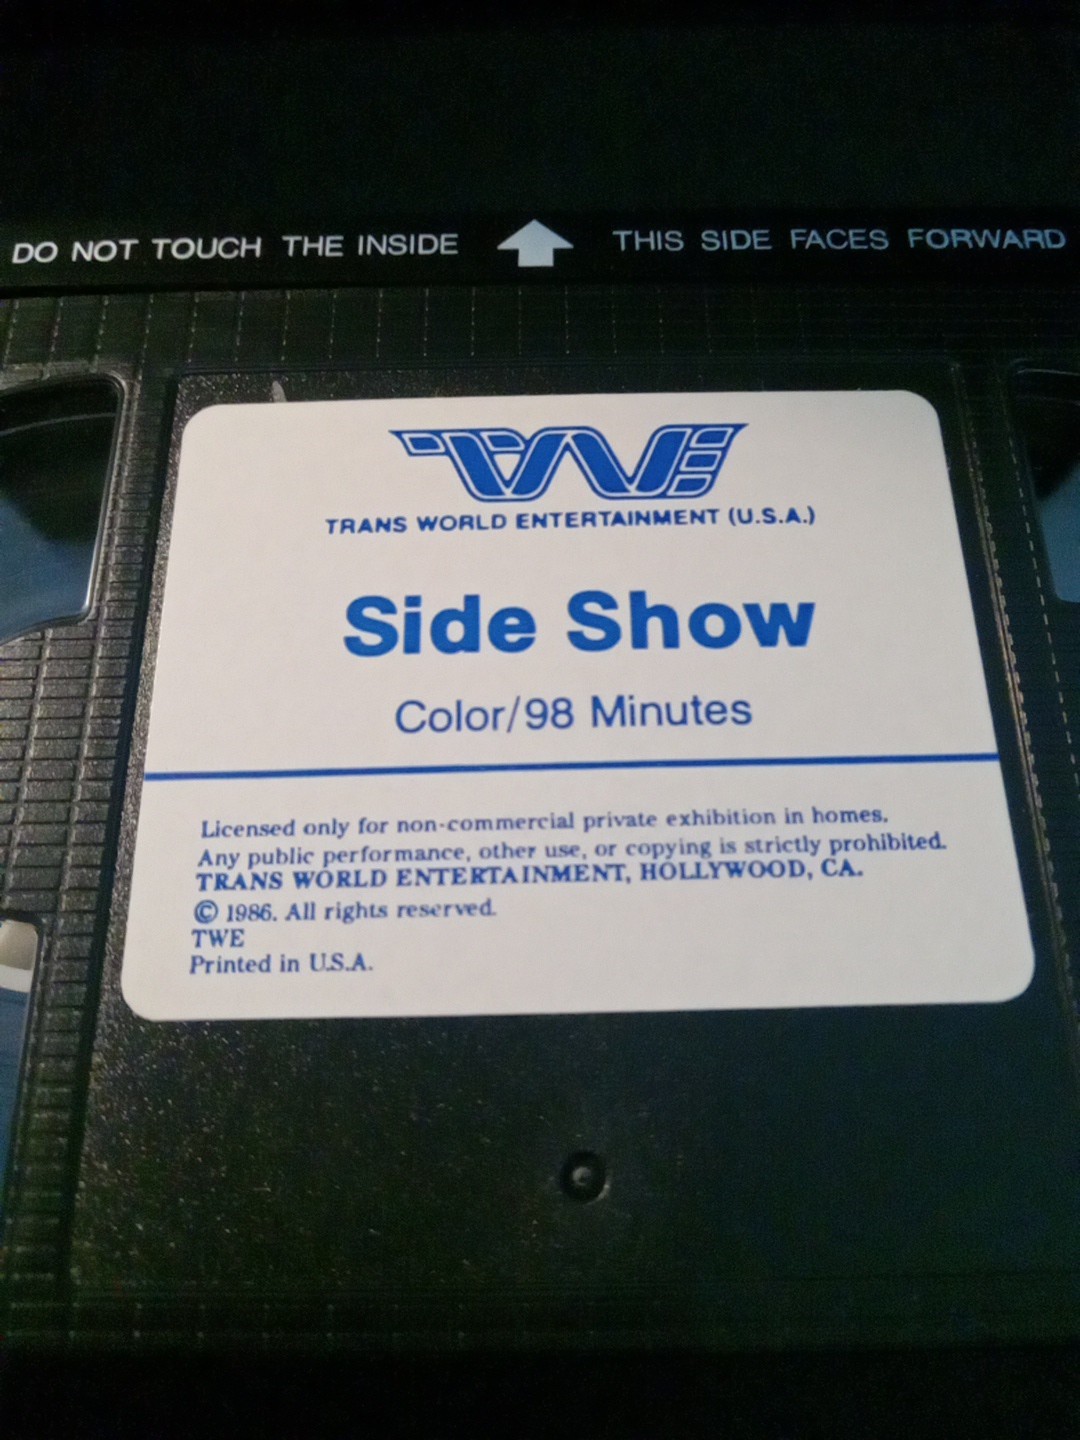 DO NOT TOUCH THE INSIDE THIS SIDE FACES FORWARD
TWE
TRANS WORLD ENTERTAINMENT (U.S.A.)
Side Show
Color/98 Minutes
Licensed only for non-commercial private exhibition in homes.
Any public performance, other use, or copying is strictly prohibited.
TRANS WORLD ENTERTAINMENT, HOLLYWOOD, CA.
© 1986. All rights reserved.
TWE
Printed in U.S.A.